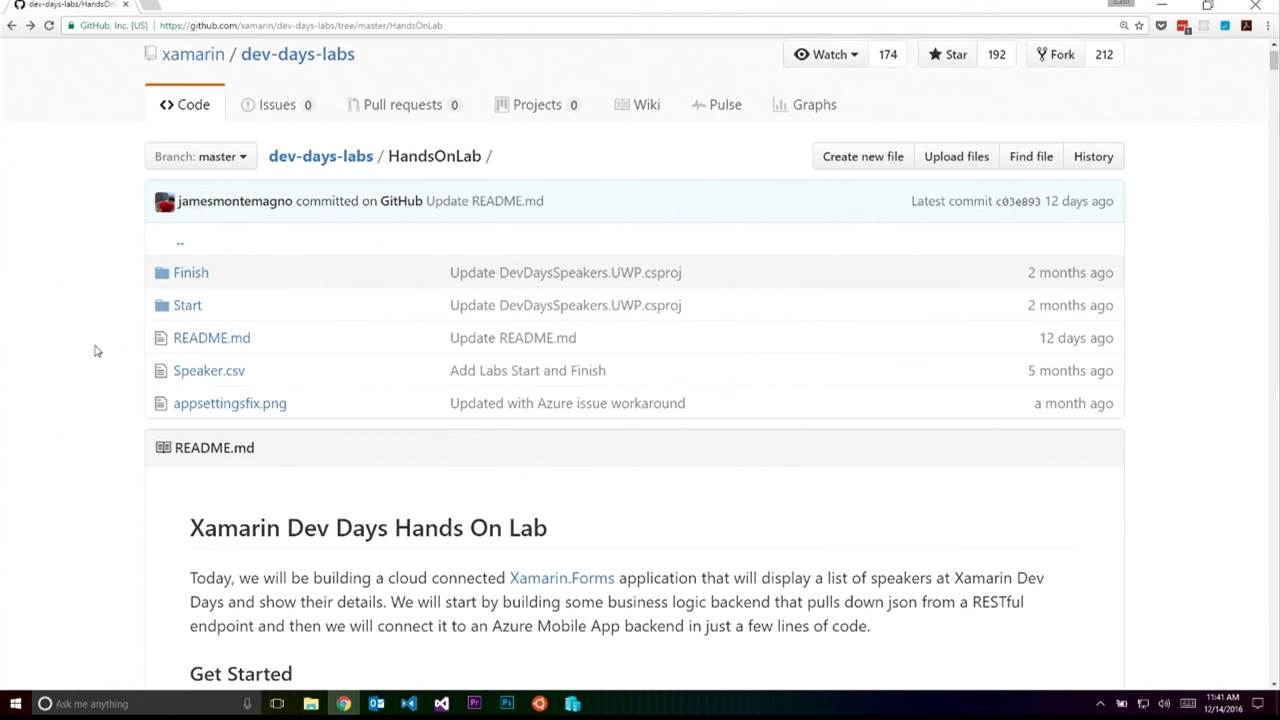 dev-days-labs/HandsOnL
GitHub, Inc. [US] https://github.com/xamarin/dev-days-labs/tree/master/HandsOnLab
xamarin / dev-days-labs
Watch 174 Star 192 Fork 212
Code Issues 0 Pull requests 0 Projects 0 Wiki Pulse Graphs
Branch: master dev-days-labs / HandsOnLab / Create new file Upload files Find file History
jamesmontemagno committed on GitHub Update README.md Latest commit c03e893 12 days ago
..
Finish Update DevDaysSpeakers.UWP.csproj 2 months ago
Start Update DevDaysSpeakers.UWP.csproj 2 months ago
README.md Update README.md 12 days ago
Speaker.csv Add Labs Start and Finish 5 months ago
appsettingsfix.png Updated with Azure issue workaround a month ago
README.md
Xamarin Dev Days Hands On Lab
Today, we will be building a cloud connected Xamarin.Forms application that will display a list of speakers at Xamarin Dev
Days and show their details. We will start by building some business logic backend that pulls down json from a RESTful
endpoint and then we will connect it to an Azure Mobile App backend in just a few lines of code.
Get Started
Ask me anything
11:41 AM
12/14/2016